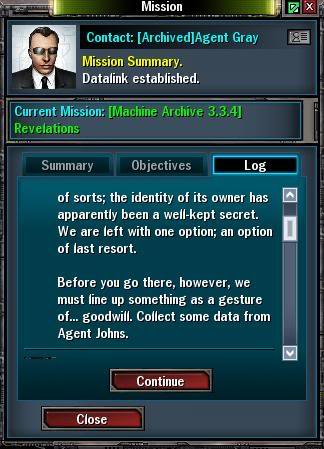 Mission
Contact: [Archived]Agent Gray
Mission Summary.
Datalink established.
Current Mission: [Machine Archive 3.3.4]
Revelations
Summary
Objectives
Log
of sorts; the identity of its owner has
apparently been a well-kept secret.
We are left with one option; an option
of last resort.
Before you go there, however, we
must line up something as a gesture
of... goodwill. Collect some data from
Agent Johns.
Continue
Close